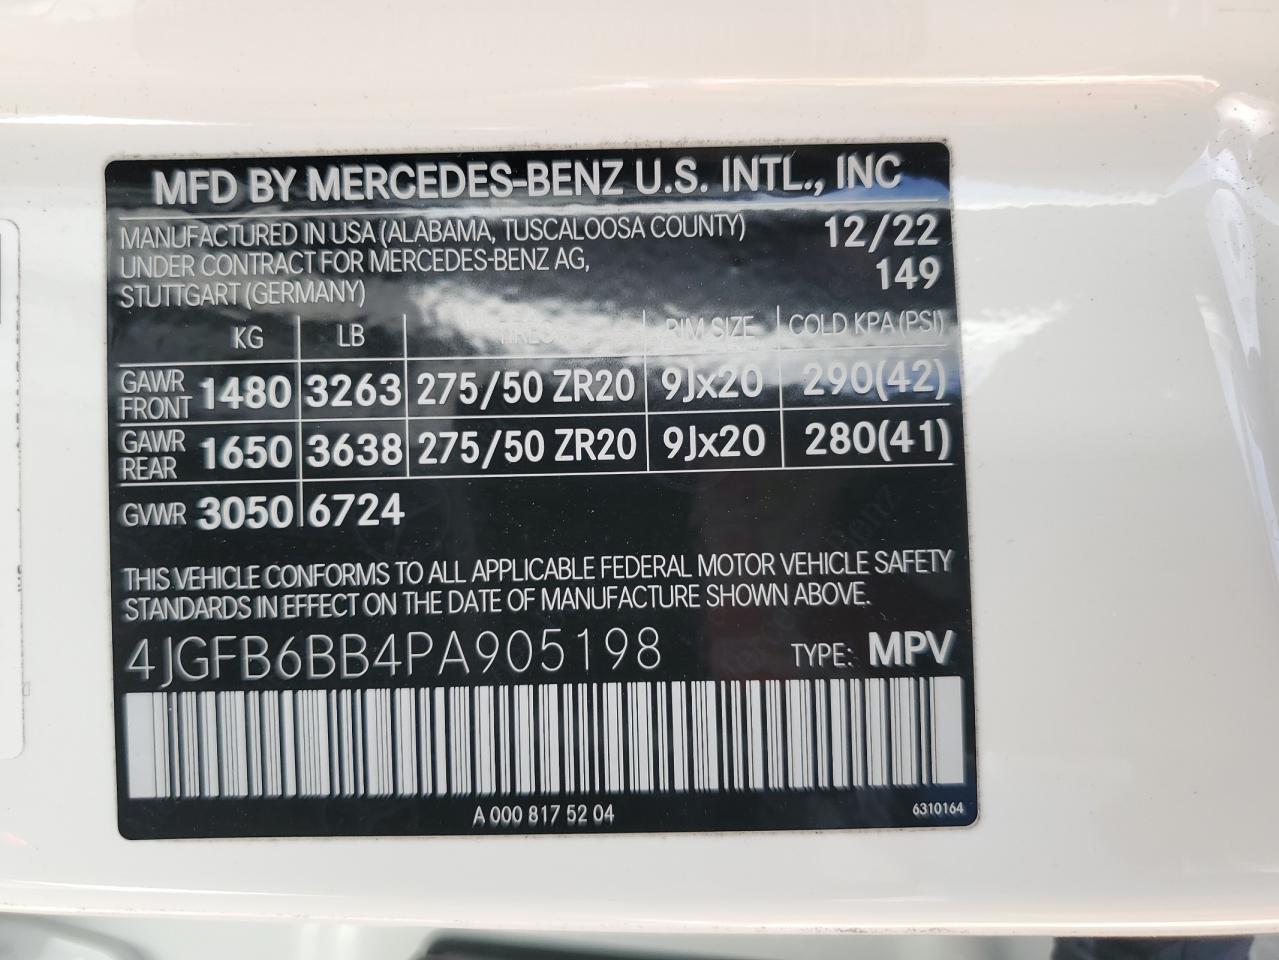 MFD BY MERCEDES-BENZ U.S. INTL., INC
MANUFACTURED IN USA (ALABAMA, TUSCALOOSA COUNTY) 12/22
UNDER CONTRACT FOR MERCEDES-BENZ AG, 149
STUTTGART (GERMANY)
KG LB TIRES RIM SIZE COLD KPA (PSI)
GAWR FRONT 1480 3263 275/50 ZR20 9Jx20 290(42)
GAWR REAR 1650 3638 275/50 ZR20 9Jx20 280(41)
GVWR 3050 6724
THIS VEHICLE CONFORMS TO ALL APPLICABLE FEDERAL MOTOR VEHICLE SAFETY
STANDARDS IN EFFECT ON THE DATE OF MANUFACTURE SHOWN ABOVE.
4JGFB6BB4PA905198 TYPE: MPV
A 000 817 52 04 6310164